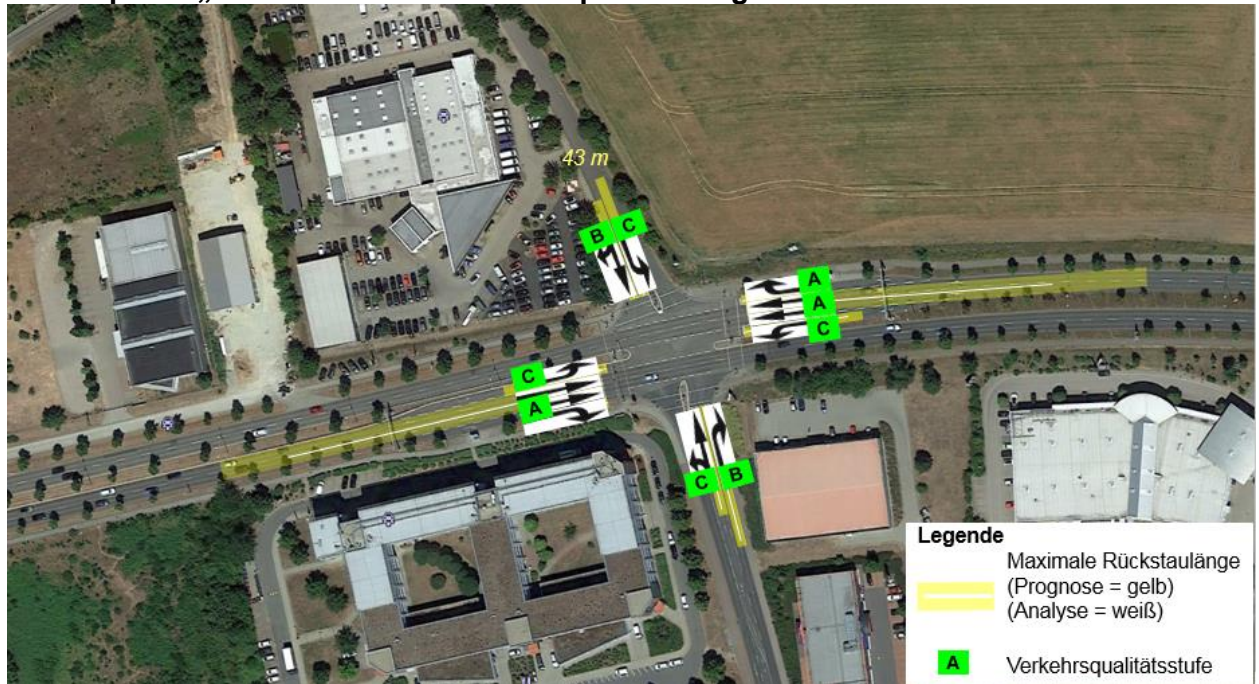 43 m
B C
A
A
C
C
A
C B
Legende
Maximale Rückstaulänge
(Prognose = gelb)
(Analyse = weiß)
A Verkehrsqualitätsstufe